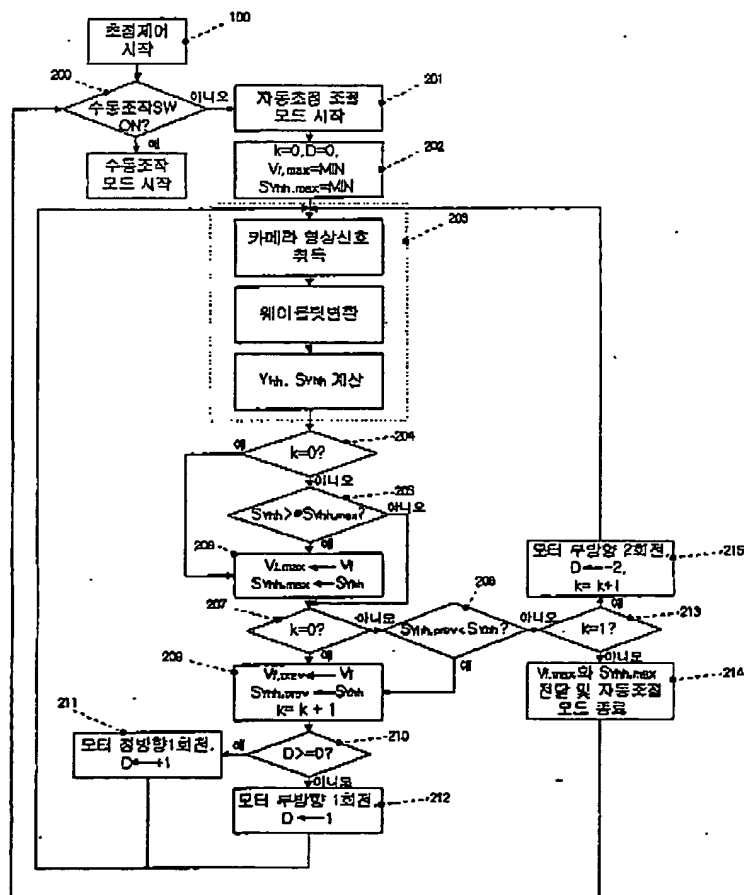 초점제어
시작
100
200
수동조작SW
ON?
아니오
예
수동조작
모드 시작
자동초점 조절
모드 시작
201
k=0,D=0,
Vf,max=MIN
SYhh,max=MIN
202
203
카메라 영상신호
취득
웨이블릿변환
Yhh, SYhh 계산
204
예
k=0?
아니오
205
SYhh>=SYhh,max?
아니오
예
206
Vf,max ← Vf
SYhh,max ← SYhh
207
k=0?
아니오
예
208
SYhh,prev<SYhh?
아니오
예
모터 부방향 2회전
D←-2,
k= k+1
215
예
213
k=1?
아니오
Vf,max와 SYhh,max
전달 및 자동조절
모드 종료
214
209
Vf,prev ← Vf
SYhh,prev ← SYhh
k= k + 1
211
모터 정방향1회전,
D←+1
예
210
D>=0?
아니오
모터 부방향 1회전
D ← 1
212